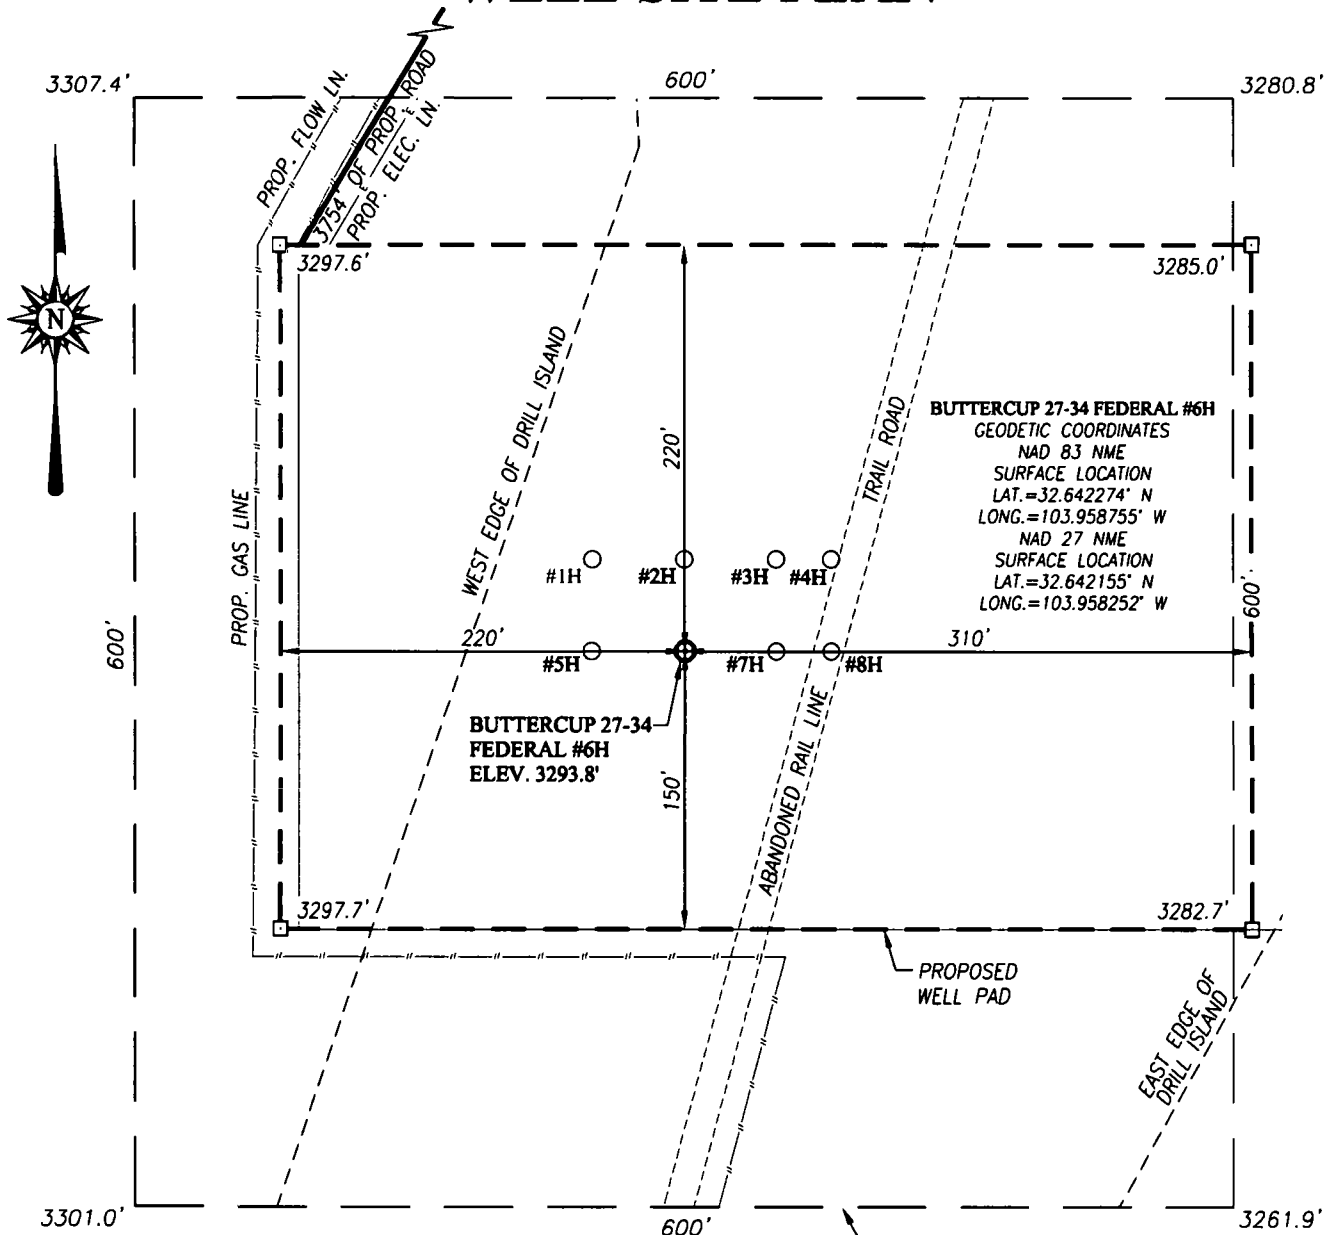 WELL SITE PLAN
3307.4'
600'
3280.8'
PROP. FLOW LN.
3754' OF PROP. ROAD
PROP. ELEC. LN.
N
3297.6'
3285.0'
WEST EDGE OF DRILL ISLAND
220'
TRAIL ROAD
BUTTERCUP 27-34 FEDERAL #6H
GEODETIC COORDINATES
NAD 83 NME
SURFACE LOCATION
LAT.=32.642274° N
LONG.=103.958755° W
NAD 27 NME
SURFACE LOCATION
LAT.=32.642155° N
LONG.=103.958252° W
PROP. GAS LINE
#1H
#2H
#3H
#4H
600'
600'
220'
310'
#5H
#7H
#8H
BUTTERCUP 27-34
FEDERAL #6H
ELEV. 3293.8'
150'
ABANDONED RAIL LINE
3297.7'
3282.7'
PROPOSED
WELL PAD
EAST EDGE OF
DRILL ISLAND
3301.0'
600'
3261.9'